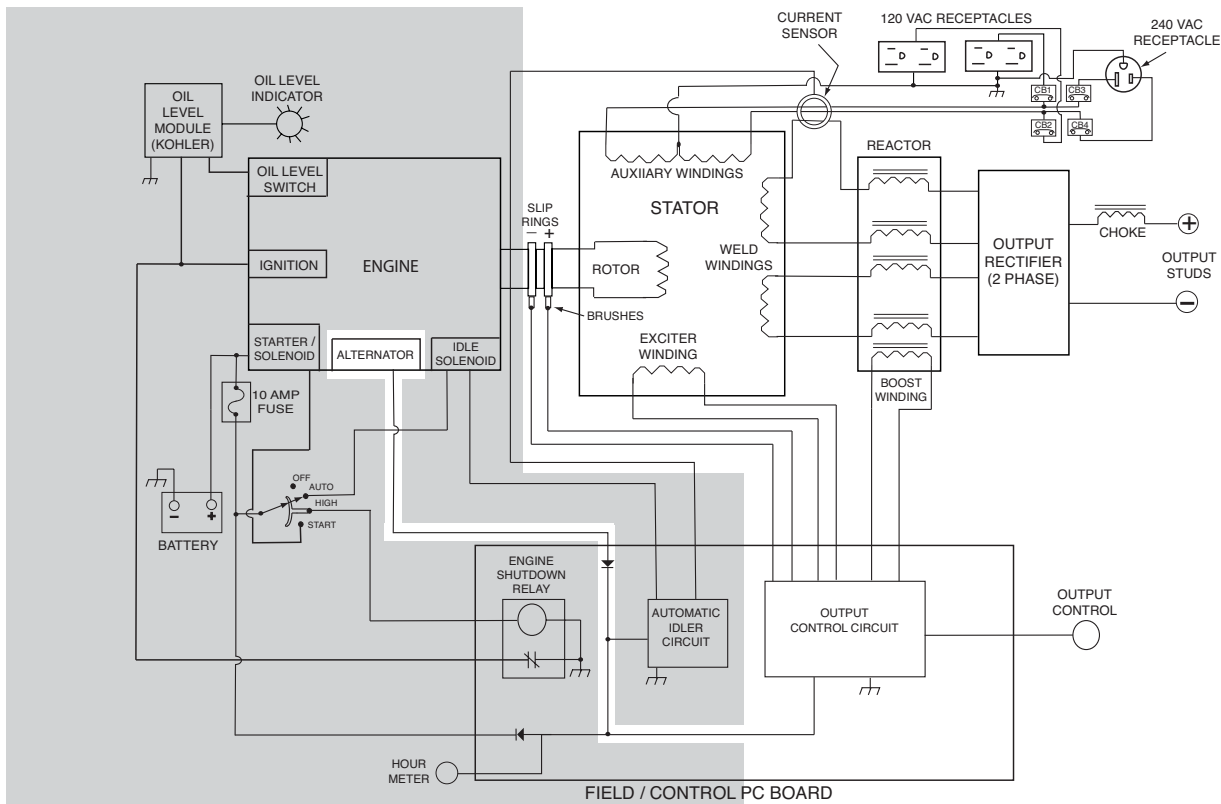 CURRENT
SENSOR
120 VAC RECEPTACLES
240 VAC
RECEPTACLE
CB1
CB3
CB2
CB4
OIL
LEVEL
MODULE
(KOHLER)
OIL LEVEL
INDICATOR
OIL LEVEL
SWITCH
IGNITION
ENGINE
STARTER /
SOLENOID
ALTERNATOR
IDLE
SOLENOID
SLIP
RINGS
– +
BRUSHES
AUXIIARY WINDINGS
STATOR
ROTOR
WELD
WINDINGS
EXCITER
WINDING
REACTOR
BOOST
WINDING
OUTPUT
RECTIFIER
(2 PHASE)
CHOKE
+
OUTPUT
STUDS
–
10 AMP
FUSE
OFF
AUTO
HIGH
START
– +
BATTERY
ENGINE
SHUTDOWN
RELAY
AUTOMATIC
IDLER
CIRCUIT
OUTPUT
CONTROL CIRCUIT
OUTPUT
CONTROL
HOUR
METER
FIELD / CONTROL PC BOARD